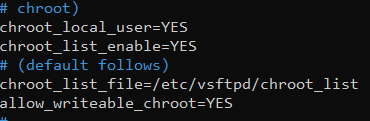 # chroot)
chroot_local_user=YES
chroot_list_enable=YES
# (default follows)
chroot_list_file=/etc/vsftpd/chroot_list
allow_writeable_chroot=YES
#